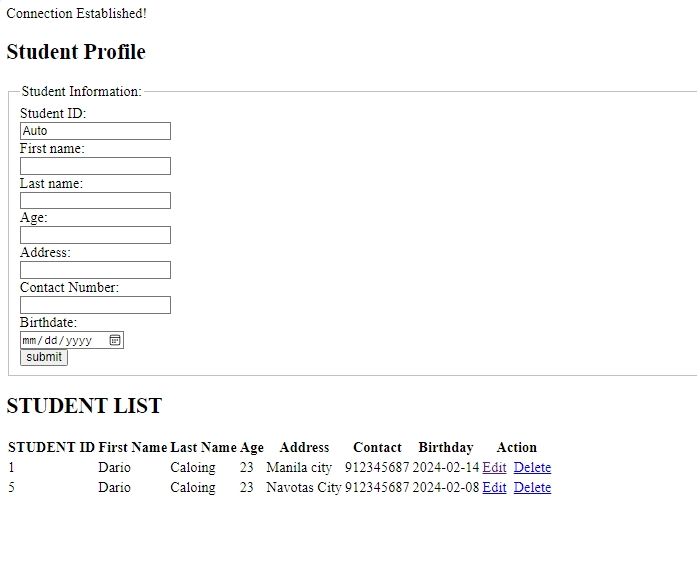 Connection Established!
Student Profile
Student Information:
Student ID:
Auto
First name:
Last name:
Age:
Address:
Contact Number:
Birthdate:
mm/dd/yyyy
submit
STUDENT LIST
STUDENT ID First Name Last Name Age Address Contact Birthday Action
1 Dario Caloing 23 Manila city 912345687 2024-02-14 Edit Delete
5 Dario Caloing 23 Navotas City 912345687 2024-02-08 Edit Delete